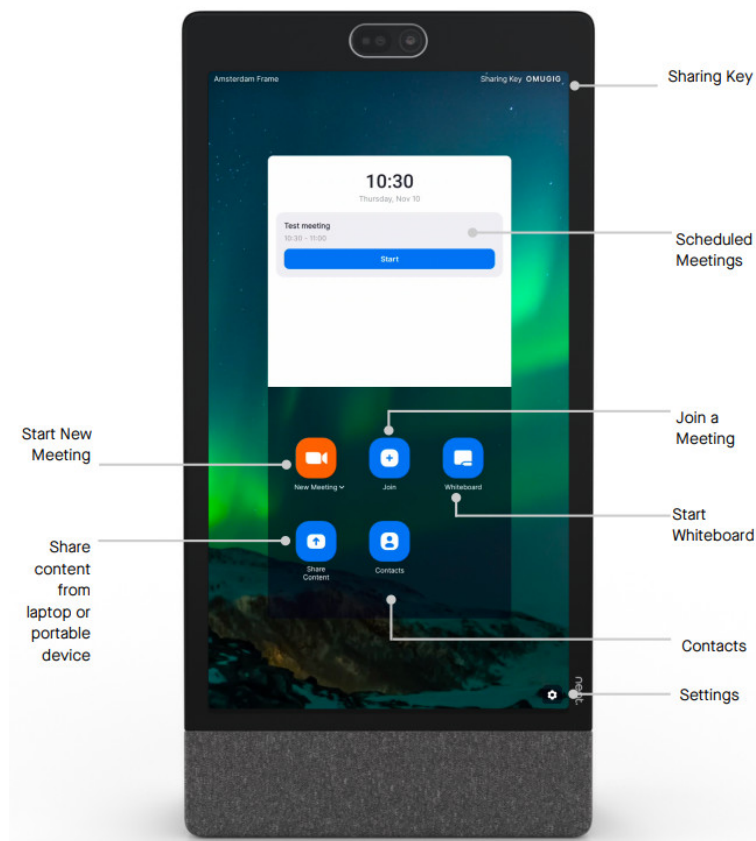 Amsterdam Frame
Sharing Key OMUGIG
Sharing Key
10:30
Thursday, Nov 10
Test meeting
10:30 - 11:00
Start
Scheduled
Meetings
Start New
Meeting
New Meeting
Join
Whiteboard
Join a
Meeting
Share
content
from
laptop or
portable
device
Share
Content
Contacts
Start
Whiteboard
Contacts
Settings
neat.